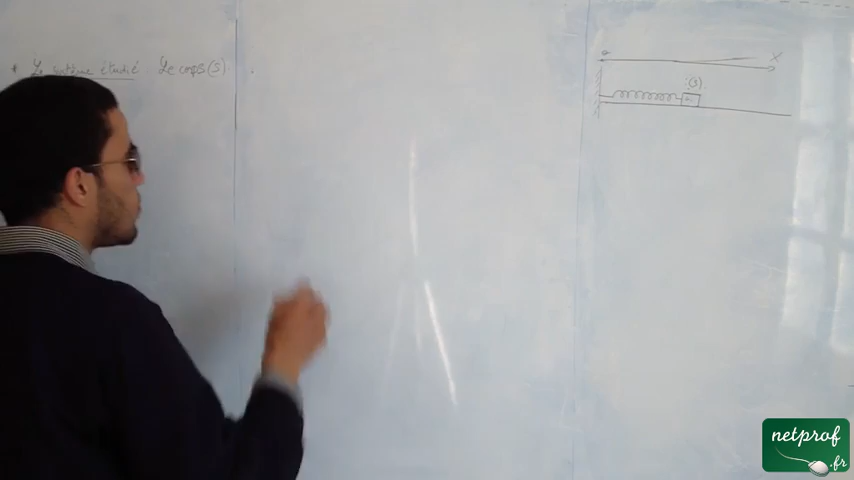 * Le système étudié Le corps (S) :
x
(S)
netprof
.fr